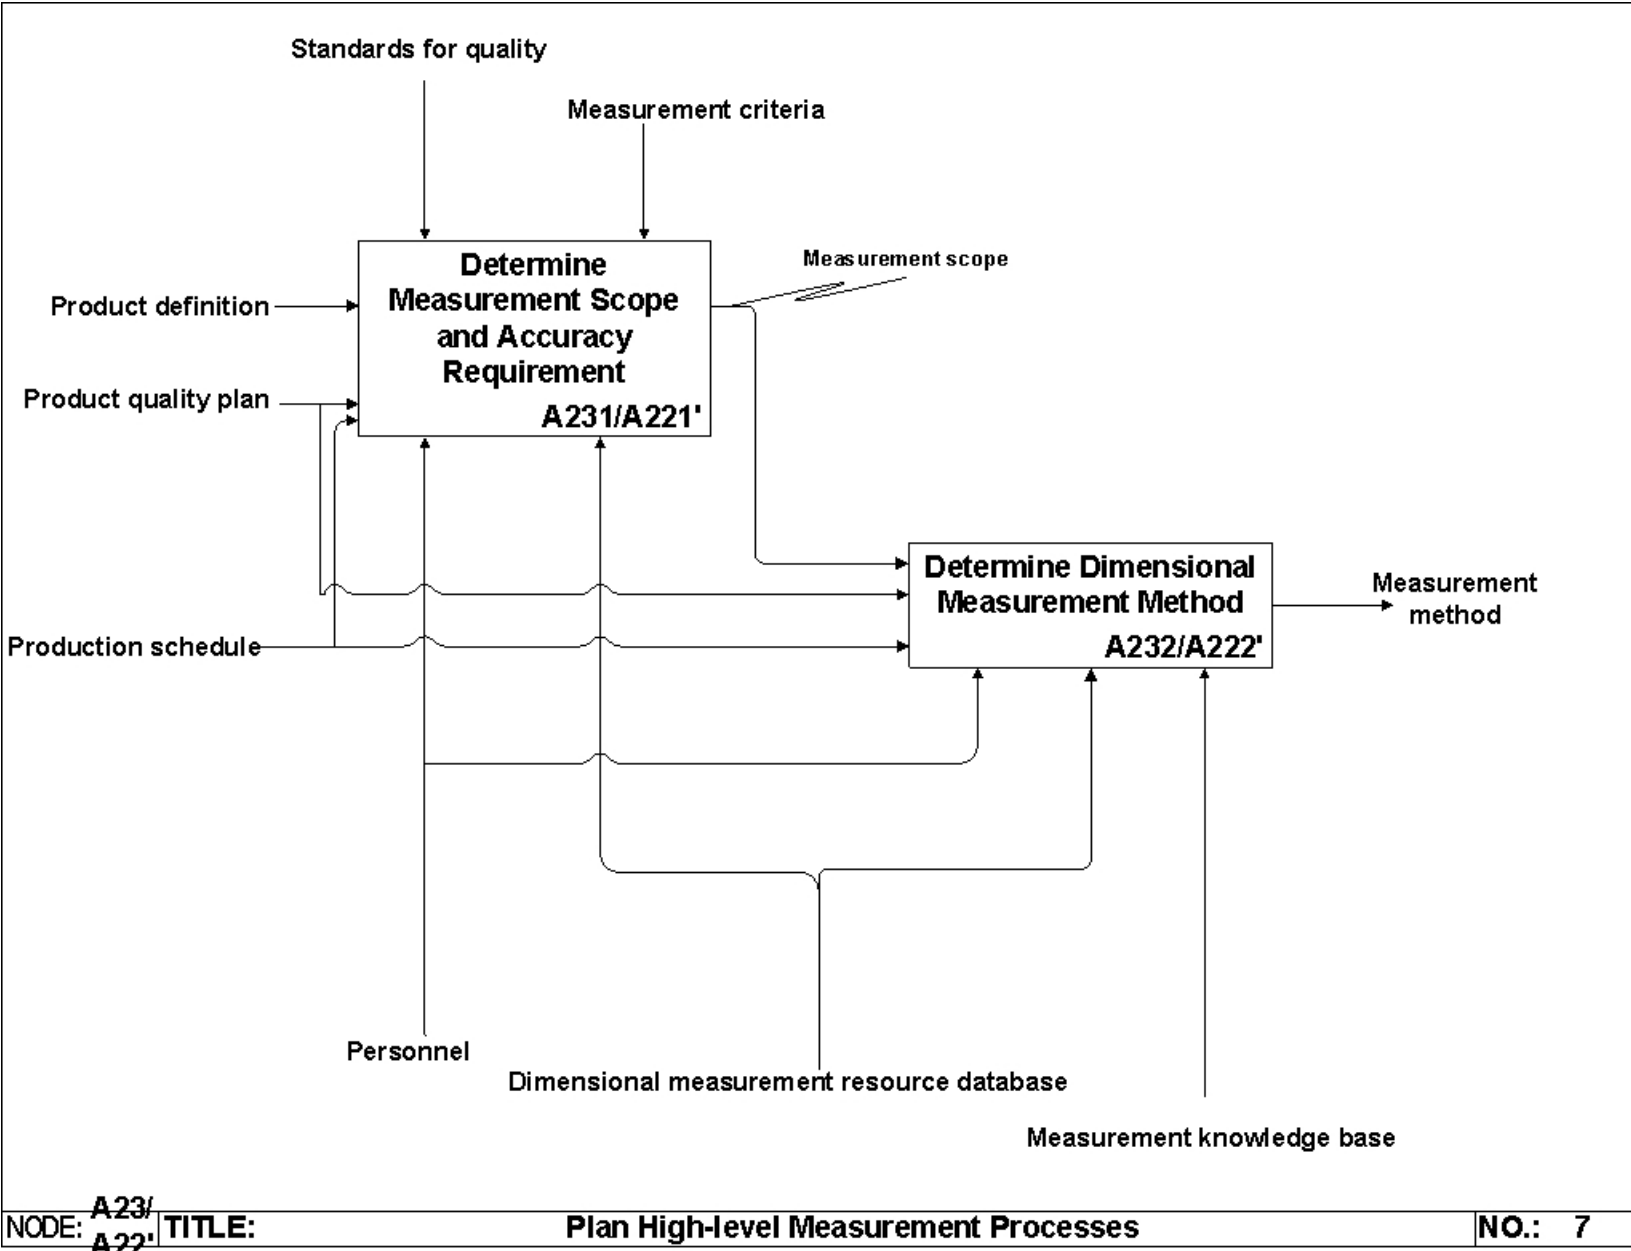 Standards for quality
Measurement criteria
Determine
Measurement Scope
and Accuracy
Requirement
A231/A221'
Measurement scope
Product definition
Product quality plan
Production schedule
Determine Dimensional
Measurement Method
A232/A222'
Measurement
method
Personnel
Dimensional measurement resource database
Measurement knowledge base
NODE: A23/
A22'
TITLE: Plan High-level Measurement Processes
NO.: 7